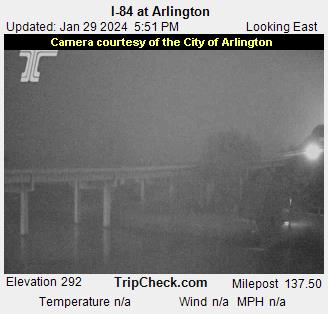 I-84 at Arlington
Updated: Jan 29 2024 5:51 PM Looking East
Camera courtesy of the City of Arlington
Elevation 292 TripCheck.com Milepost 137.50
Temperature n/a Wind n/a MPH n/a